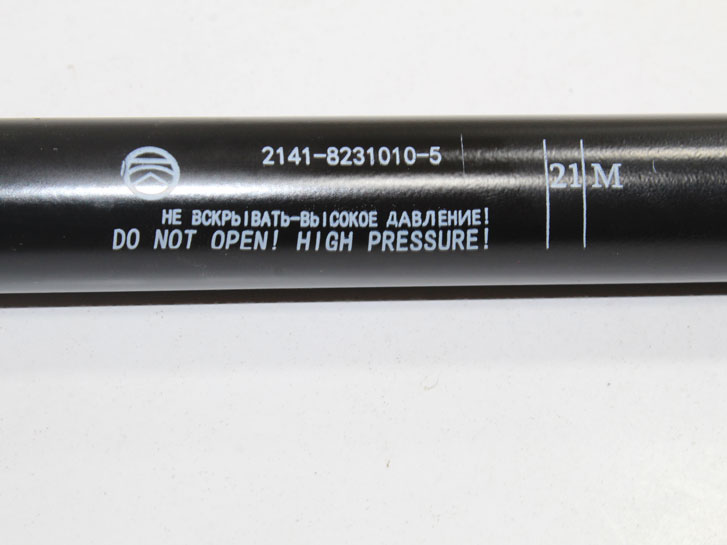 2141-8231010-5
21 М
НЕ ВСКРЫВАТЬ-ВЫСОКОЕ ДАВЛЕНИЕ!
DO NOT OPEN! HIGH PRESSURE!